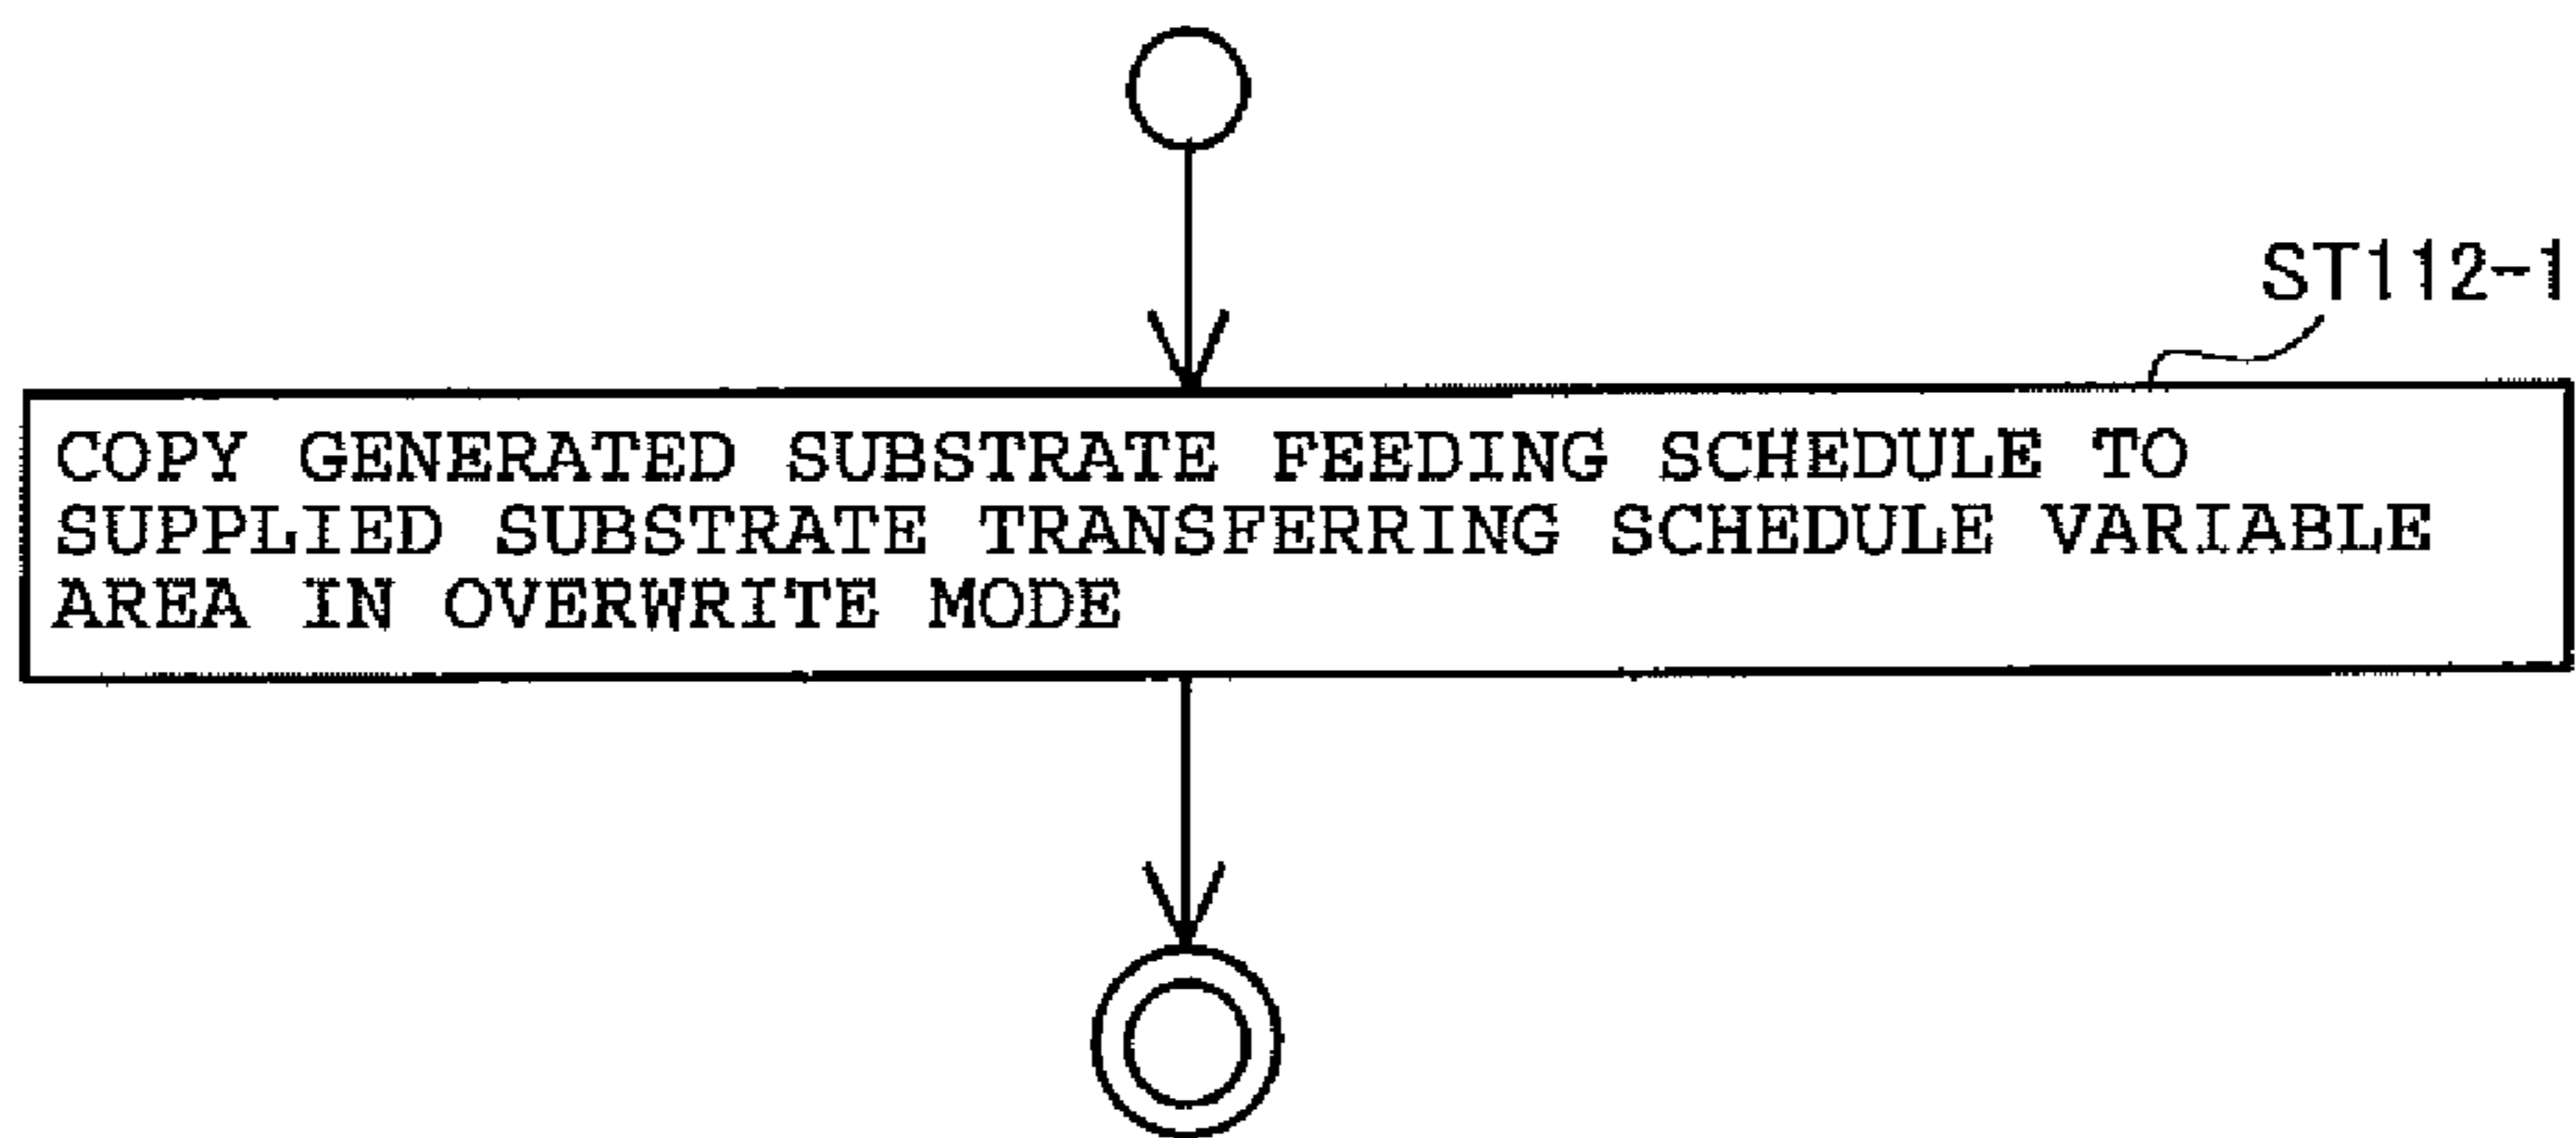 ST112-1
COPY GENERATED SUBSTRATE FEEDING SCHEDULE TO
SUPPLIED SUBSTRATE TRANSFERRING SCHEDULE VARIABLE
AREA IN OVERWRITE MODE